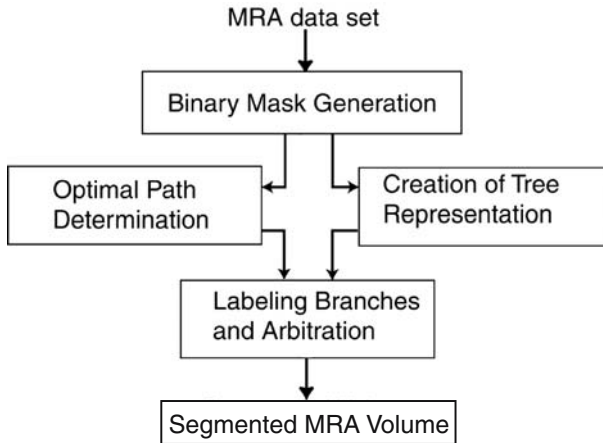 MRA data set
Binary Mask Generation
Optimal Path
Determination
Creation of Tree
Representation
Labeling Branches
and Arbitration
Segmented MRA Volume